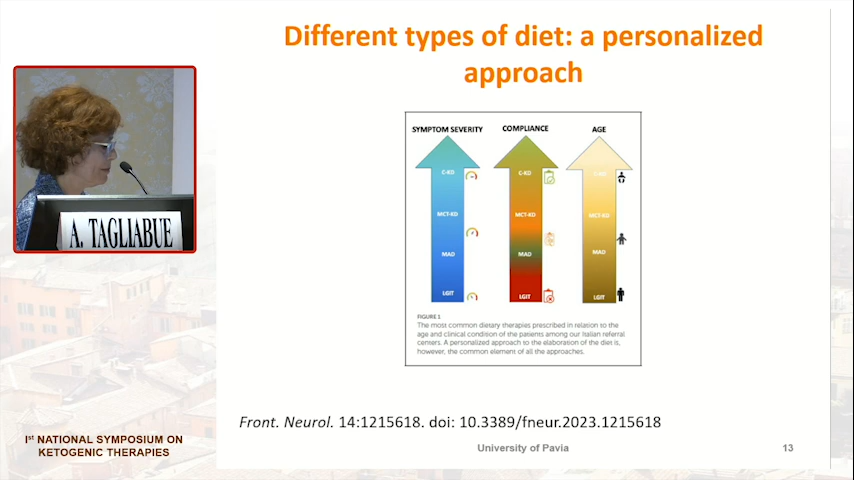 Different types of diet: a personalized
approach
SYMPTOM SEVERITY
COMPLIANCE
AGE
C-KD
C-KD
C-KD
MCT-KD
MCT-KD
MCT-KD
MAD
MAD
MAD
LGIT
LGIT
LGIT
FIGURE 1
The most common dietary therapies prescribed in relation to the
age and clinical condition of the patients among our Italian referral
centers. A personalized approach to the elaboration of the diet is,
however, the common element of all the approaches.
A. TAGLIABUE
Front. Neurol. 14:1215618. doi: 10.3389/fneur.2023.1215618
Ist NATIONAL SYMPOSIUM ON
KETOGENIC THERAPIES
University of Pavia
13